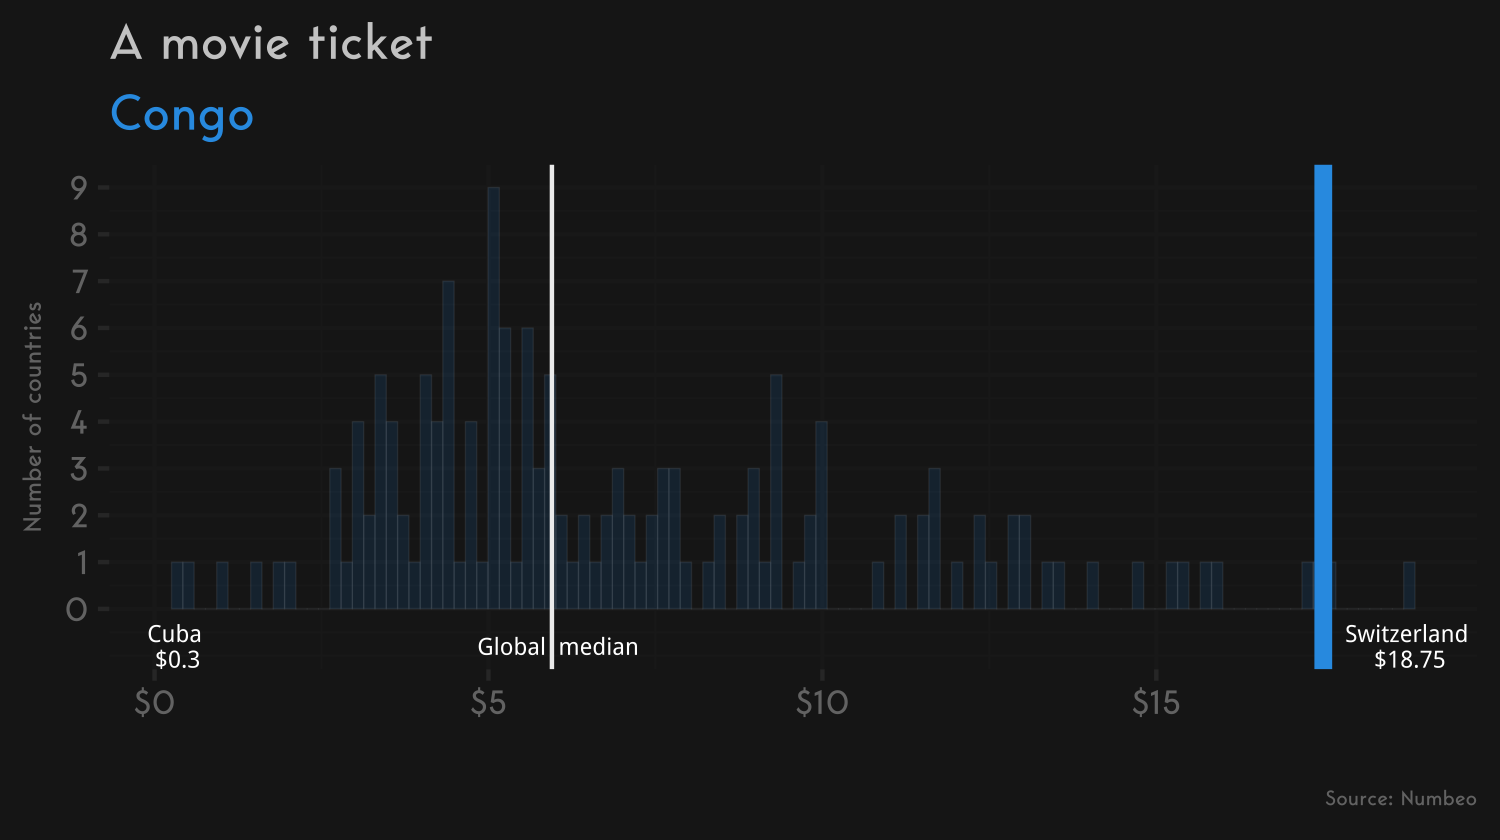 A movie ticket
Congo
Number of countries
9
8
7
6
5
4
3
2
1
0
Cuba
$0.3
Global median
Switzerland
$18.75
$0 $5 $10 $15
Source: Numbeo